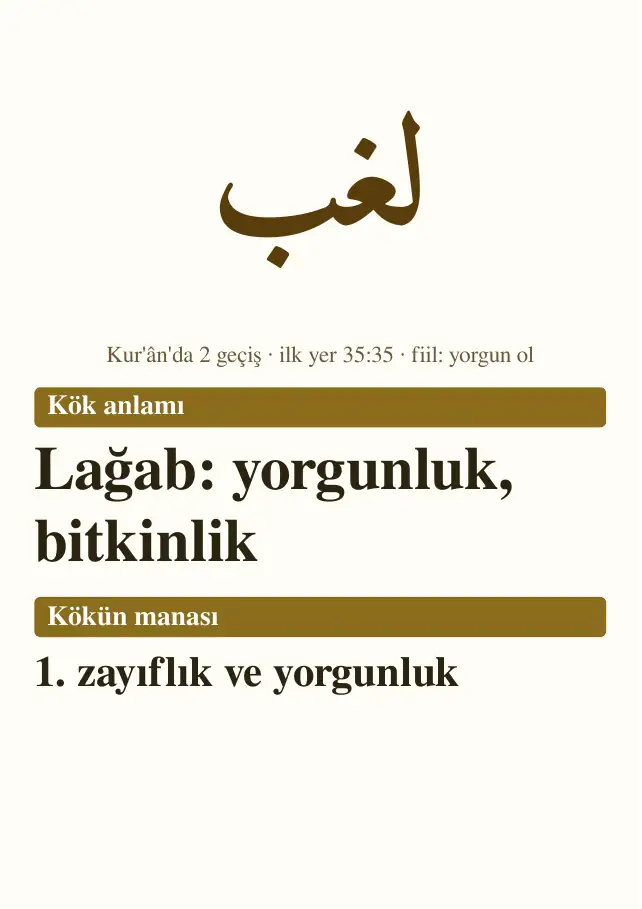 لغب
Kur'ân'da 2 geçiş · ilk yer 35:35 · fiil: yorgun ol
Kök anlamı
Lağab: yorgunluk,
bitkinlik
Kökün manası
1. zayıflık ve yorgunluk